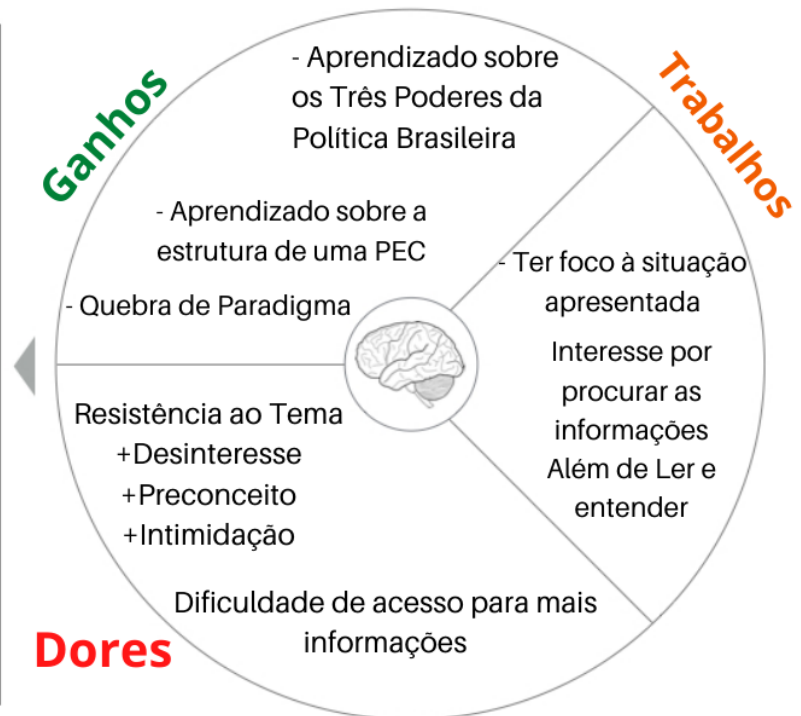 Ganhos
- Aprendizado sobre
os Três Poderes da
Política Brasileira
- Aprendizado sobre a
estrutura de uma PEC
- Quebra de Paradigma
Trabalhos
- Ter foco à situação
apresentada
Interesse por
procurar as
informações
Além de Ler e
entender
Resistência ao Tema
+Desinteresse
+Preconceito
+Intimidação
Dificuldade de acesso para mais
informações
Dores